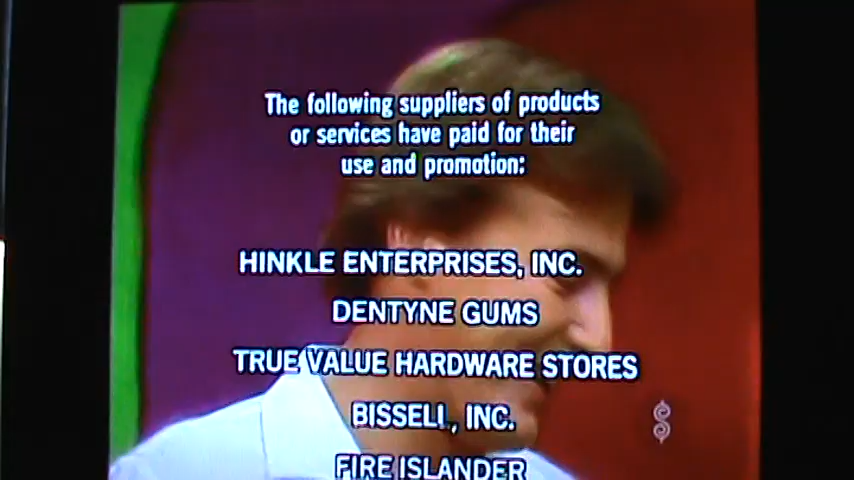 The following suppliers of products
or services have paid for their
use and promotion:
HINKLE ENTERPRISES, INC.
DENTYNE GUMS
TRUE VALUE HARDWARE STORES
BISSELL, INC.
FIRE ISLANDER